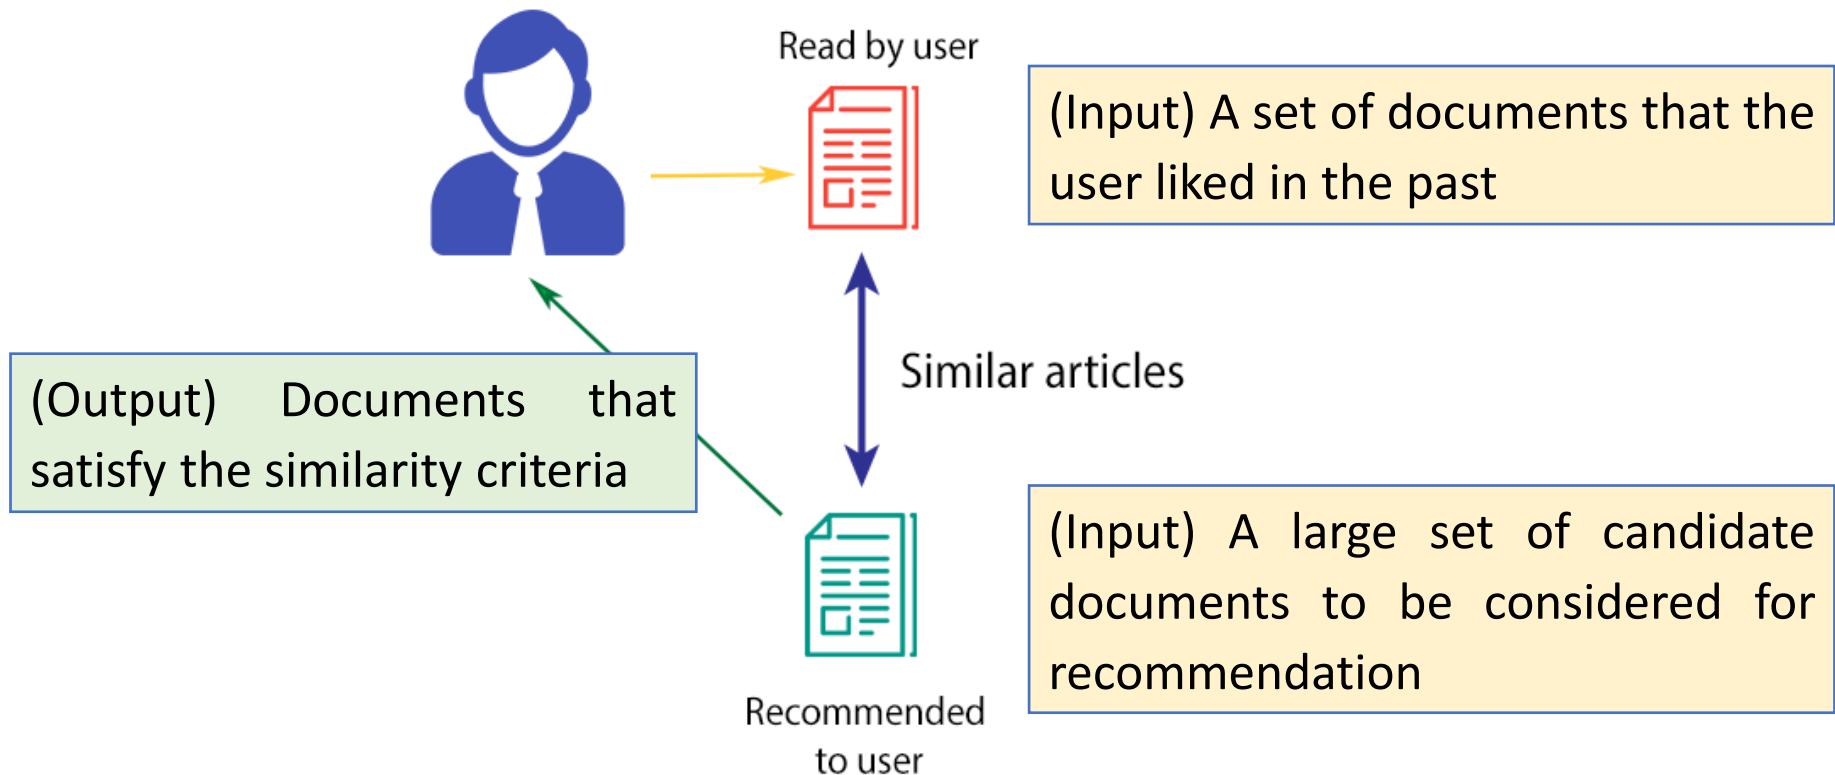 Read by user
(Input) A set of documents that the
user liked in the past
Similar articles
(Output) Documents that
satisfy the similarity criteria
(Input) A large set of candidate
documents to be considered for
recommendation
Recommended
to user